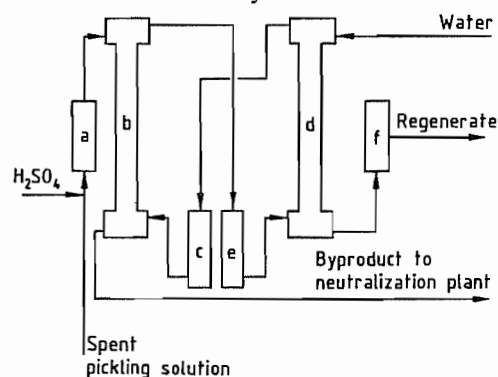 Water
b
d
a
f
Regenerate
H₂SO₄
c
e
Byproduct to
neutralization plant
Spent
pickling solution